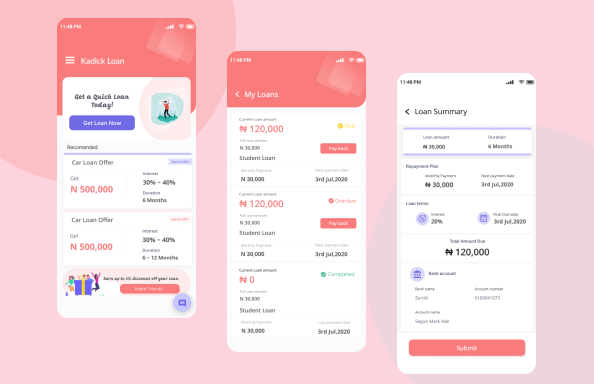 11:48 PM
Kadick Loan
Get a Quick Loan
Today!
Get Loan Now
Recomended
Car Loan Offer
Special offer
Get
₦ 500,000
Interest
30% – 40%
Duration
6 Months
Car Loan Offer
Special offer
Get
₦ 500,000
Interest
30% – 40%
Duration
6 – 12 Months
Earn up to 1% discount off your Loan
Invite Friends
11:48 PM
My Loans
Current Loan amount
₦ 120,000
Due
Full Loan amount
₦ 30,000
Pay back
Student Loan
Monthly Payment
Next payment date
₦ 30,000
3rd Jul,2020
Current Loan amount
₦ 120,000
Overdue
Full Loan amount
₦ 30,000
Pay back
Student Loan
Monthly Payment
Next payment date
₦ 30,000
3rd Jul,2020
Current Loan amount
₦ 0
Completed
Full Loan amount
₦ 30,000
Student Loan
Monthly Payment
Last payment date
₦ 30,000
3rd Jul,2020
11:48 PM
Loan Summary
Loan amount
Duration
₦ 30,000
6 Months
Repayment Plan
Monthly Payment
Next payment date
₦ 30,000
3rd Jul,2020
Loan terms
Interest
20%
Final Due date
3rd Jul,2020
Total Amount Due
₦ 120,000
Bank account
Bank name
Account number
Zenith
0169041075
Account name
Segun Mark Ade
Submit